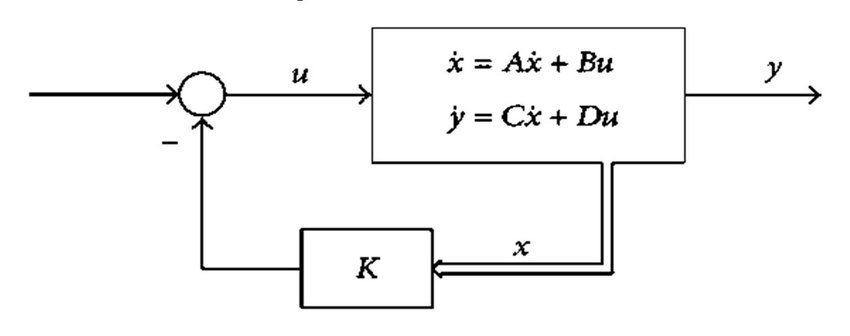 u
ẋ = Aẋ + Bu
ẏ = Cẋ + Du
y
−
K
x